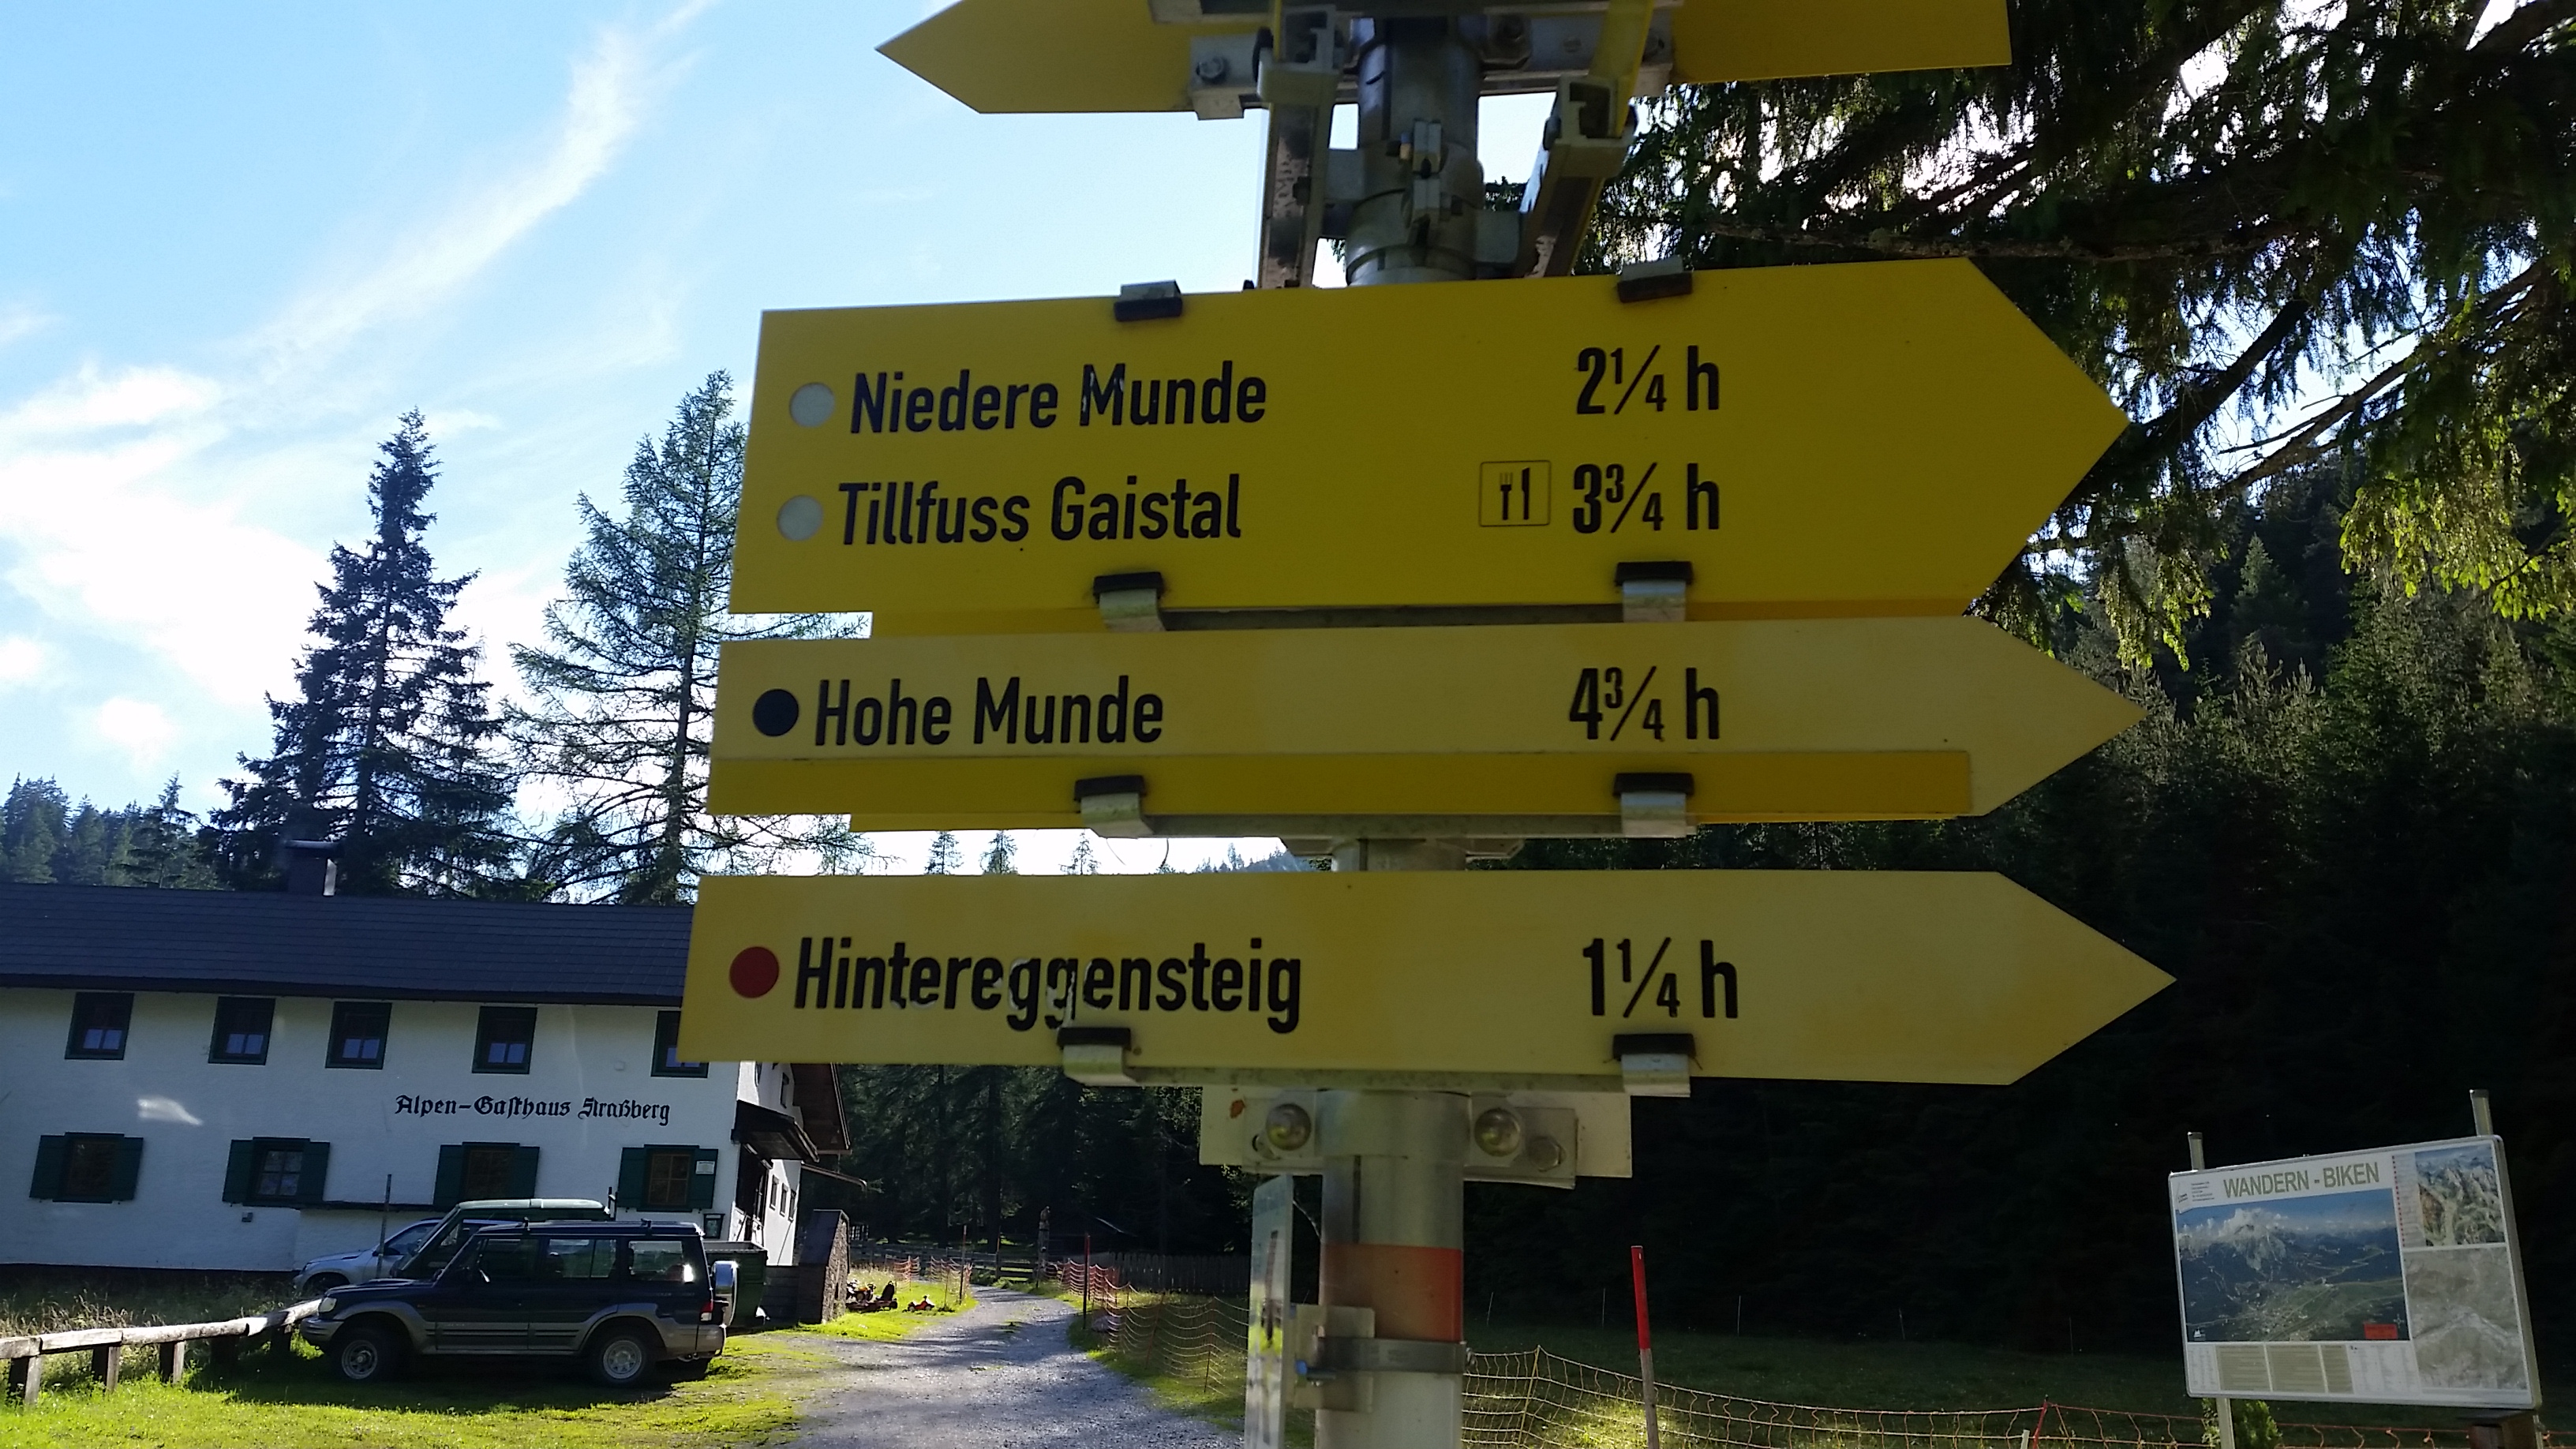 Niedere Munde 2¼ h
Tillfuss Gaistal 3¾ h
Hohe Munde 4¾ h
Hintereggensteig 1¼ h
Alpen-Gasthaus Straßberg
WANDERN - BIKEN